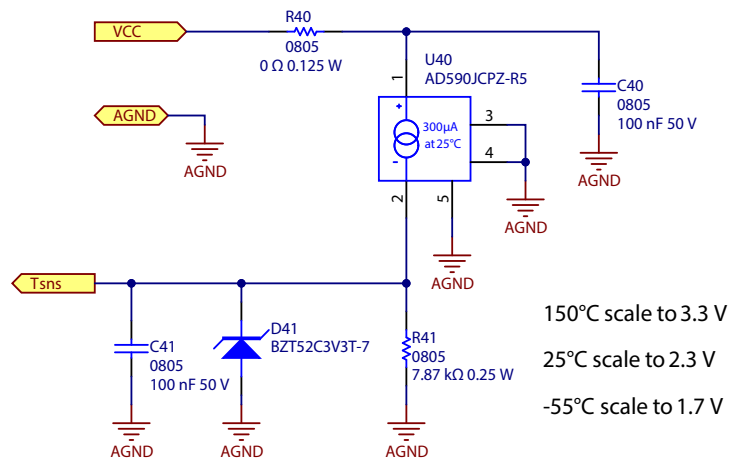 R40
VCC
0805
0 Ω 0.125 W
U40
AD590JCPZ-R5
1
C40
0805
100 nF 50 V
+
300µA
at 25°C
-
3
4
AGND
AGND
2
5
AGND
AGND
Tsns
C41
0805
100 nF 50 V
D41
BZT52C3V3T-7
R41
0805
7.87 kΩ 0.25 W
AGND
AGND
AGND
AGND
AGND
150°C scale to 3.3 V
25°C scale to 2.3 V
-55°C scale to 1.7 V